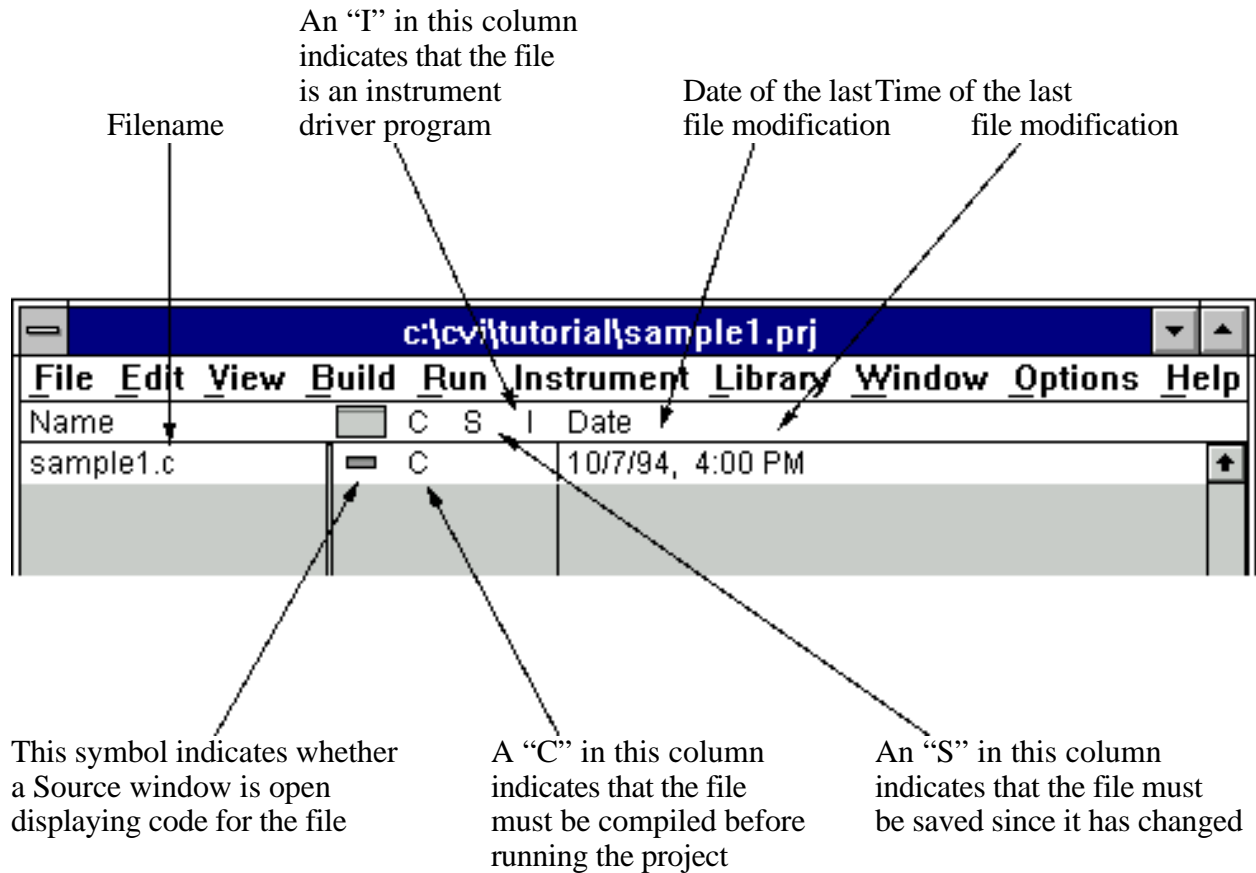 An “I” in this column
indicates that the file
is an instrument
driver program
Filename
Date of the last
file modification
Time of the last
file modification
c:\cvi\tutorial\sample1.prj
File Edit View Build Run Instrument Library Window Options Help
Name C S I Date
sample1.c C 10/7/94, 4:00 PM
This symbol indicates whether
a Source window is open
displaying code for the file
A “C” in this column
indicates that the file
must be compiled before
running the project
An “S” in this column
indicates that the file must
be saved since it has changed